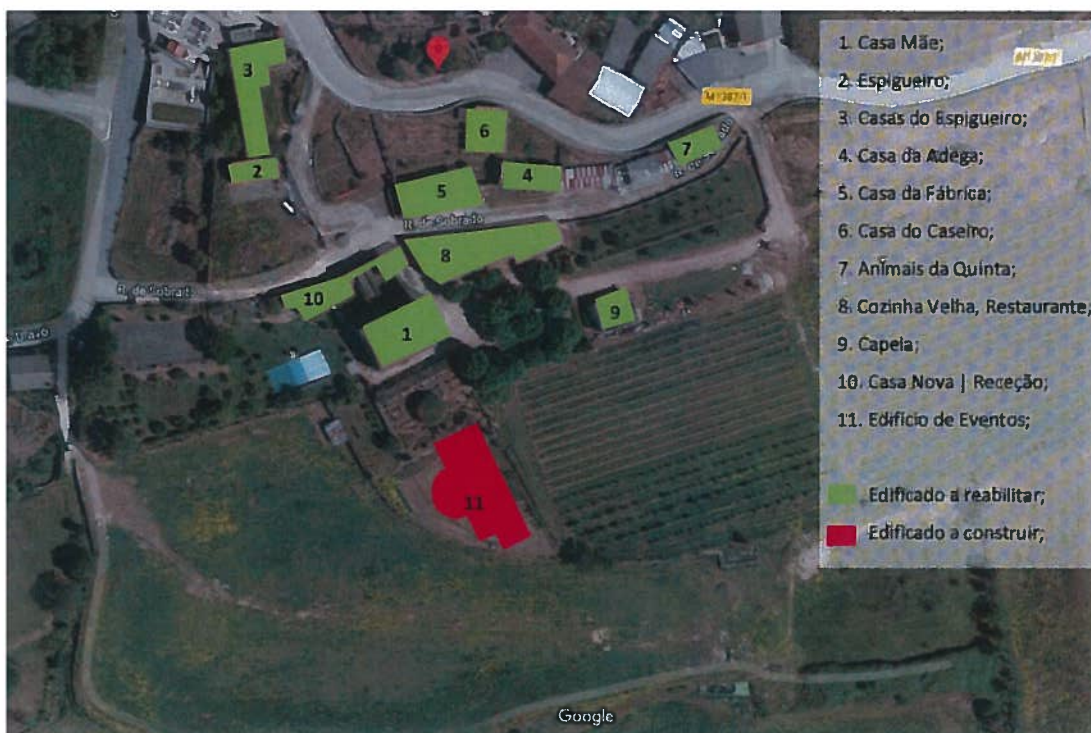 1. Casa Mãe;
2. Espigueiro;
3. Casas do Espigueiro;
4. Casa da Adega;
5. Casa da Fábrica;
6. Casa do Caseiro;
7. Animais da Quinta;
8. Cozinha Velha, Restaurante;
9. Capela;
10. Casa Nova | Receção;
11. Edifício de Eventos;
Edificado a reabilitar;
Edificado a construir;
3
2
6
7
4
5
R. de Sobrado
8
10
R. de Sobrado
1
9
11
Google